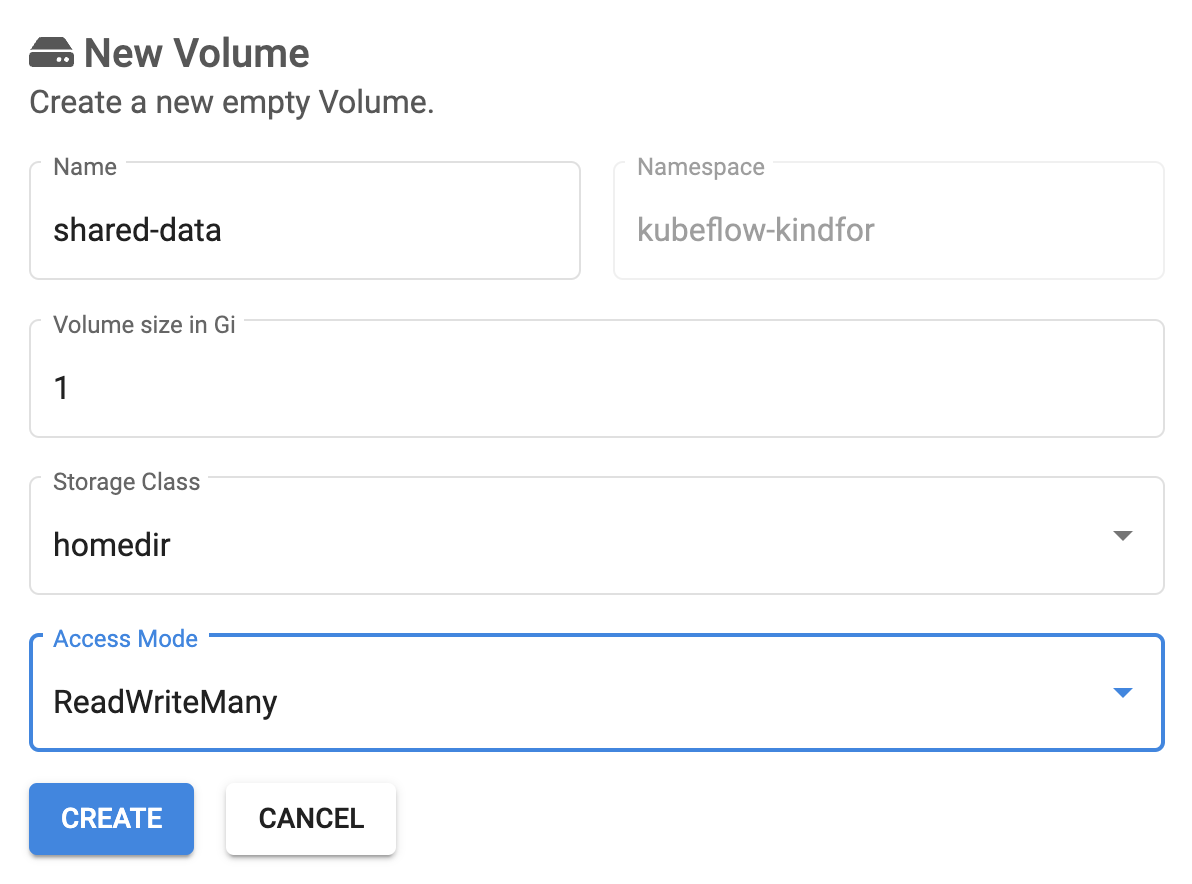 New Volume
Create a new empty Volume.
Name
shared-data
Namespace
kubeflow-kindfor
Volume size in Gi
1
Storage Class
homedir
Access Mode
ReadWriteMany
CREATE
CANCEL